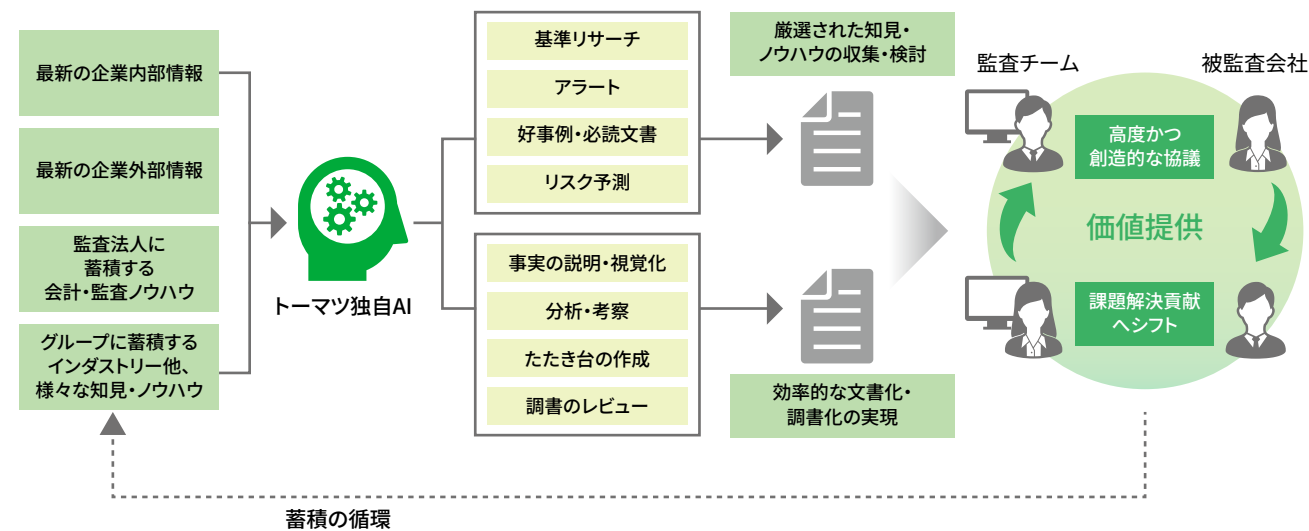 最新の企業内部情報
最新の企業外部情報
監査法人に
蓄積する
会計・監査ノウハウ
グループに蓄積する
インダストリー他、
様々な知見・ノウハウ
トーマツ独自AI
基準リサーチ
アラート
好事例・必読文書
リスク予測
事実の説明・視覚化
分析・考察
たたき台の作成
調書のレビュー
厳選された知見・
ノウハウの収集・検討
効率的な文書化・
調書化の実現
監査チーム
被監査会社
高度かつ
創造的な協議
価値提供
課題解決貢献
へシフト
蓄積の循環